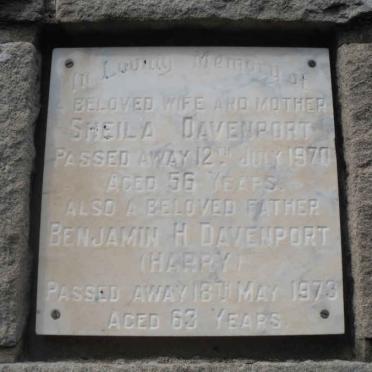 In Loving Memory of
A BELOVED WIFE AND MOTHER
SHEILA DAVENPORT
PASSED AWAY 12TH JULY 1970
AGED 56 YEARS.
ALSO A BELOVED FATHER
BENJAMIN H DAVENPORT
(HARRY)
PASSED AWAY 18TH MAY 1973
AGED 63 YEARS